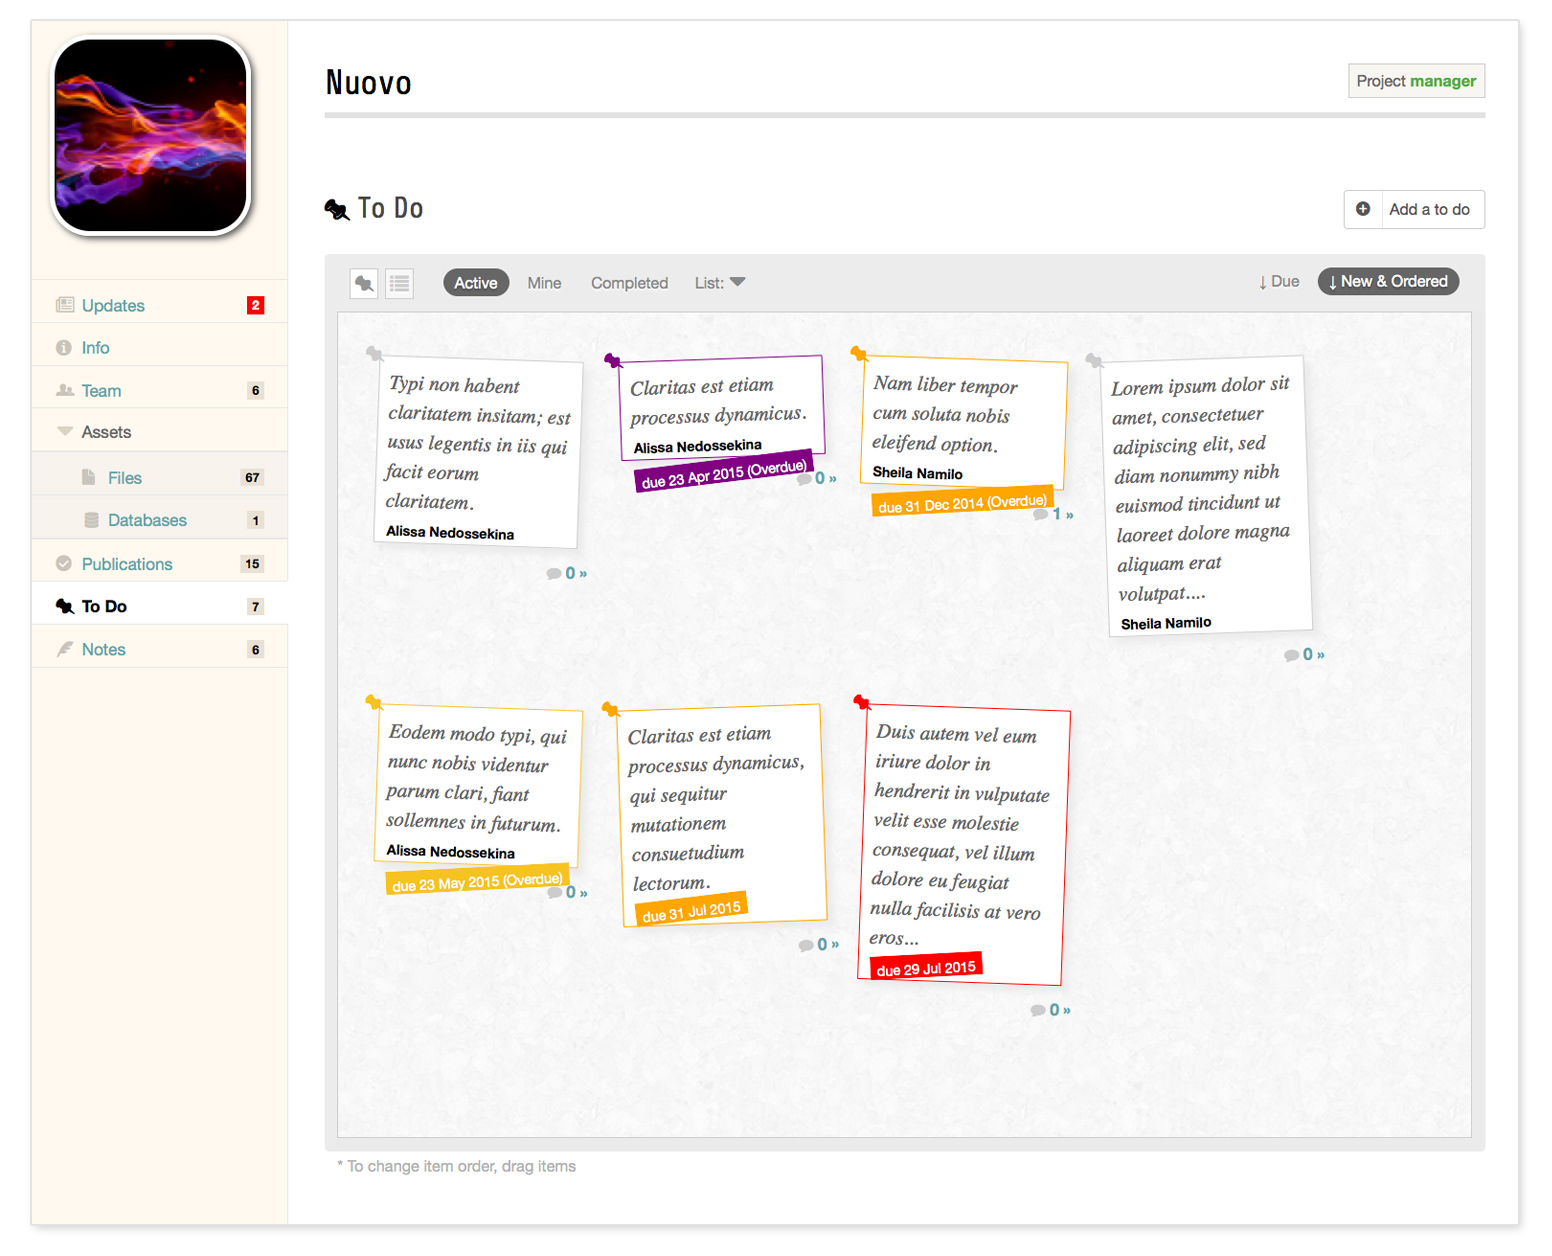 Nuovo
Project manager
Updates 2
Info
Team 6
Assets
Files 67
Databases 1
Publications 15
To Do 7
Notes 6
To Do
Add a to do
Active Mine Completed List:
↓ Due ↓ New & Ordered
Typi non habent
claritatem insitam; est
usus legentis in iis qui
facit eorum
claritatem.
Alissa Nedossekina
0 »
Claritas est etiam
processus dynamicus.
Alissa Nedossekina
due 23 Apr 2015 (Overdue)
0 »
Nam liber tempor
cum soluta nobis
eleifend option.
Sheila Namilo
due 31 Dec 2014 (Overdue)
1 »
Lorem ipsum dolor sit
amet, consectetuer
adipiscing elit, sed
diam nonummy nibh
euismod tincidunt ut
laoreet dolore magna
aliquam erat
volutpat....
Sheila Namilo
0 »
Eodem modo typi, qui
nunc nobis videntur
parum clari, fiant
sollemnes in futurum.
Alissa Nedossekina
due 23 May 2015 (Overdue)
0 »
Claritas est etiam
processus dynamicus,
qui sequitur
mutationem
consuetudium
lectorum.
due 31 Jul 2015
0 »
Duis autem vel eum
iriure dolor in
hendrerit in vulputate
velit esse molestie
consequat, vel illum
dolore eu feugiat
nulla facilisis at vero
eros...
due 29 Jul 2015
0 »
* To change item order, drag items